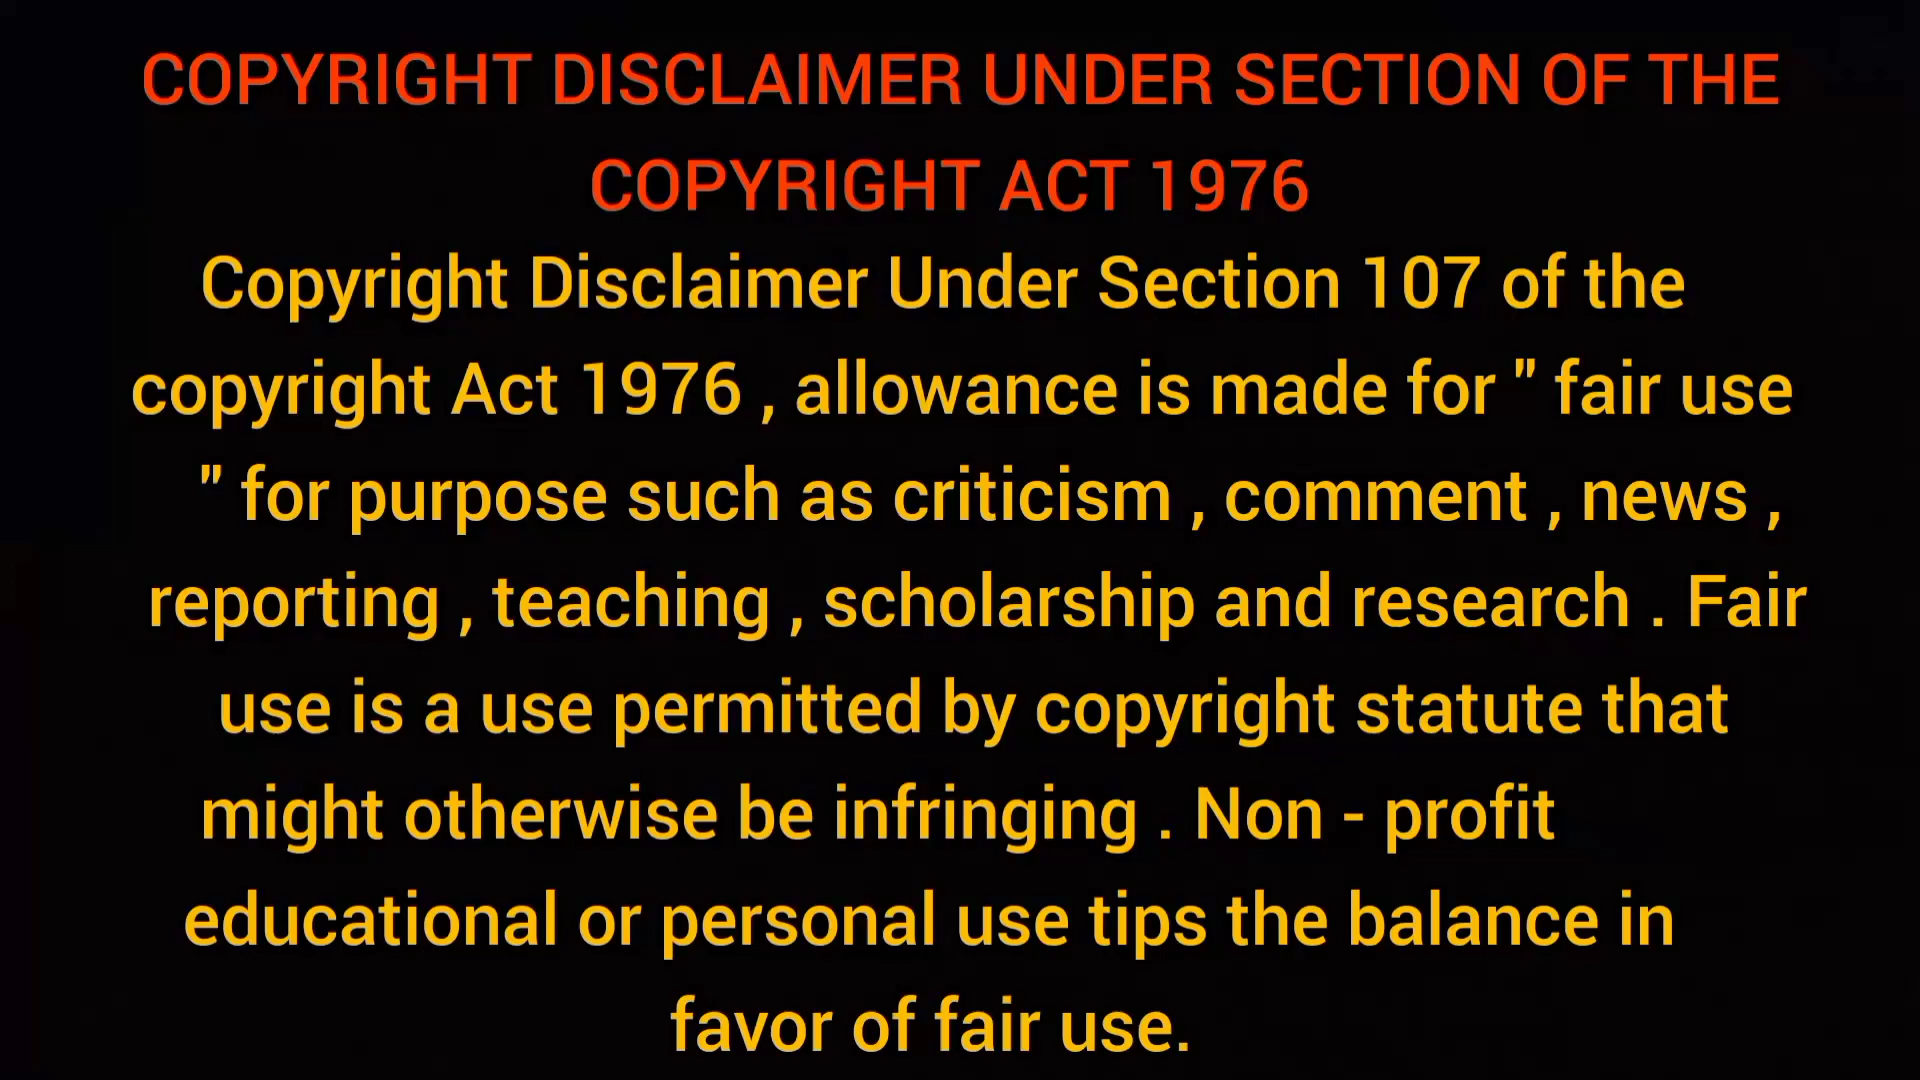 COPYRIGHT DISCLAIMER UNDER SECTION OF THE
COPYRIGHT ACT 1976
Copyright Disclaimer Under Section 107 of the
copyright Act 1976 , allowance is made for " fair use
" for purpose such as criticism , comment , news ,
reporting , teaching , scholarship and research . Fair
use is a use permitted by copyright statute that
might otherwise be infringing . Non - profit
educational or personal use tips the balance in
favor of fair use.